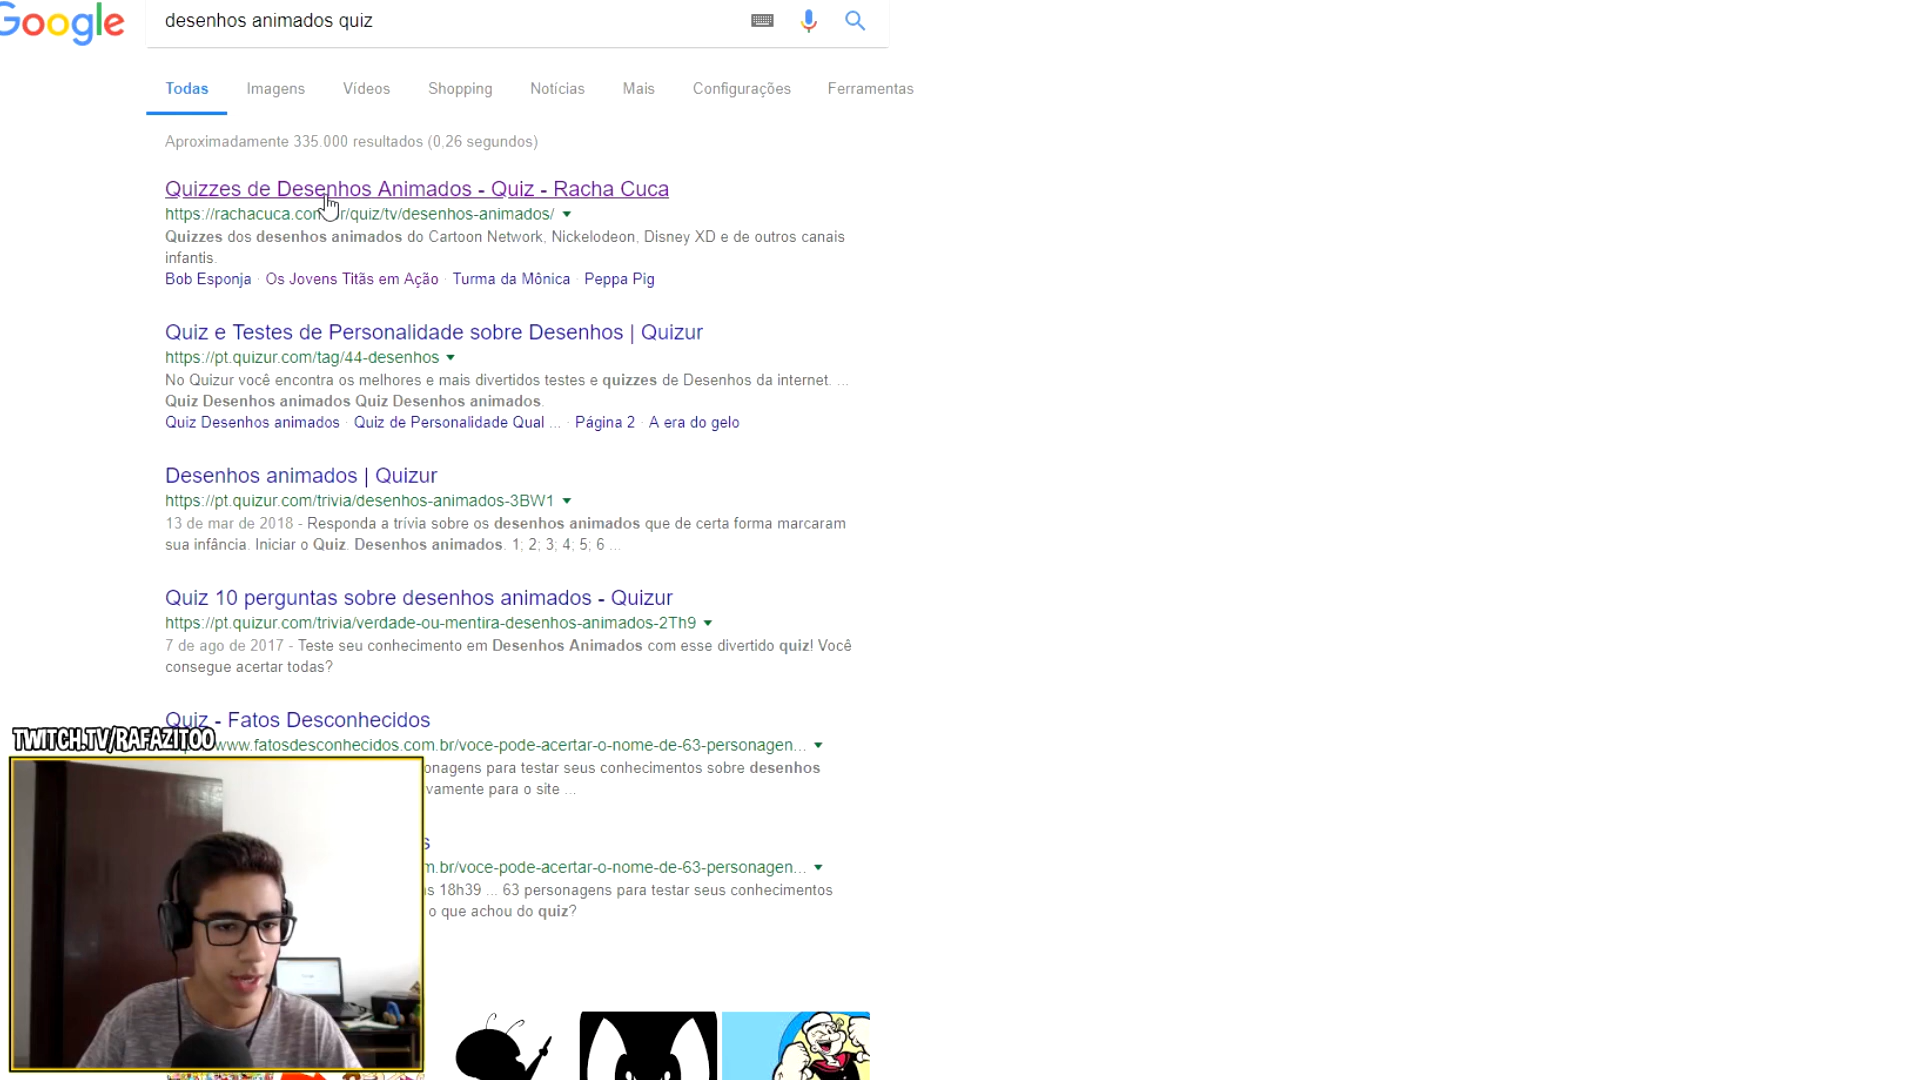 Google
desenhos animados quiz
Todas Imagens Vídeos Shopping Notícias Mais Configurações Ferramentas
Aproximadamente 335.000 resultados (0,26 segundos)
Quizzes de Desenhos Animados - Quiz - Racha Cuca
https://rachacuca.com.br/quiz/tv/desenhos-animados/
Quizzes dos desenhos animados do Cartoon Network, Nickelodeon, Disney XD e de outros canais
infantis.
Bob Esponja · Os Jovens Titãs em Ação · Turma da Mônica · Peppa Pig
Quiz e Testes de Personalidade sobre Desenhos | Quizur
https://pt.quizur.com/tag/44-desenhos
No Quizur você encontra os melhores e mais divertidos testes e quizzes de Desenhos da internet. ...
Quiz Desenhos animados Quiz Desenhos animados.
Quiz Desenhos animados · Quiz de Personalidade Qual ... · Página 2 · A era do gelo
Desenhos animados | Quizur
https://pt.quizur.com/trivia/desenhos-animados-3BW1
13 de mar de 2018 - Responda a trívia sobre os desenhos animados que de certa forma marcaram
sua infância. Iniciar o Quiz. Desenhos animados. 1; 2; 3; 4; 5; 6 ...
Quiz 10 perguntas sobre desenhos animados - Quizur
https://pt.quizur.com/trivia/verdade-ou-mentira-desenhos-animados-2Th9
7 de ago de 2017 - Teste seu conhecimento em Desenhos Animados com esse divertido quiz! Você
consegue acertar todas?
Quiz - Fatos Desconhecidos
TWITCH.TV/RAFAZITOO
www.fatosdesconhecidos.com.br/voce-pode-acertar-o-nome-de-63-personagen...
onagens para testar seus conhecimentos sobre desenhos
vamente para o site ...
s
m.br/voce-pode-acertar-o-nome-de-63-personagen...
s 18h39 ... 63 personagens para testar seus conhecimentos
o que achou do quiz?